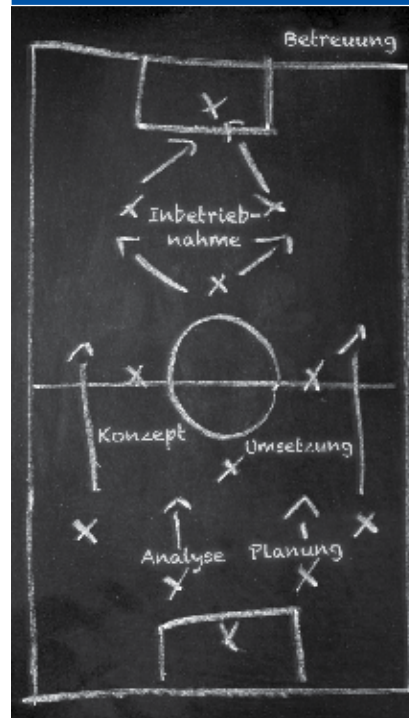 Betreuung
Inbetrieb-
nahme
Konzept
Umsetzung
Analyse Planung